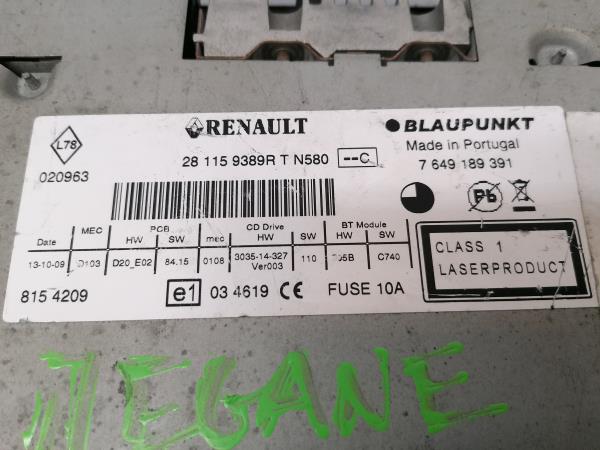 L78
RENAULT
BLAUPUNKT
Made in Portugal
28 115 9389R T N580 --C
7 649 189 391
020963
Pb
Date MEC PCB HW SW mec CD Drive HW SW BT Module HW SW
13-10-09 D103 D20_E02 84.15 0108 3035-14-327 Ver003 110 C740
CLASS 1
LASERPRODUCT
815 4209 e1 03 4619 CE FUSE 10A
MEGANE